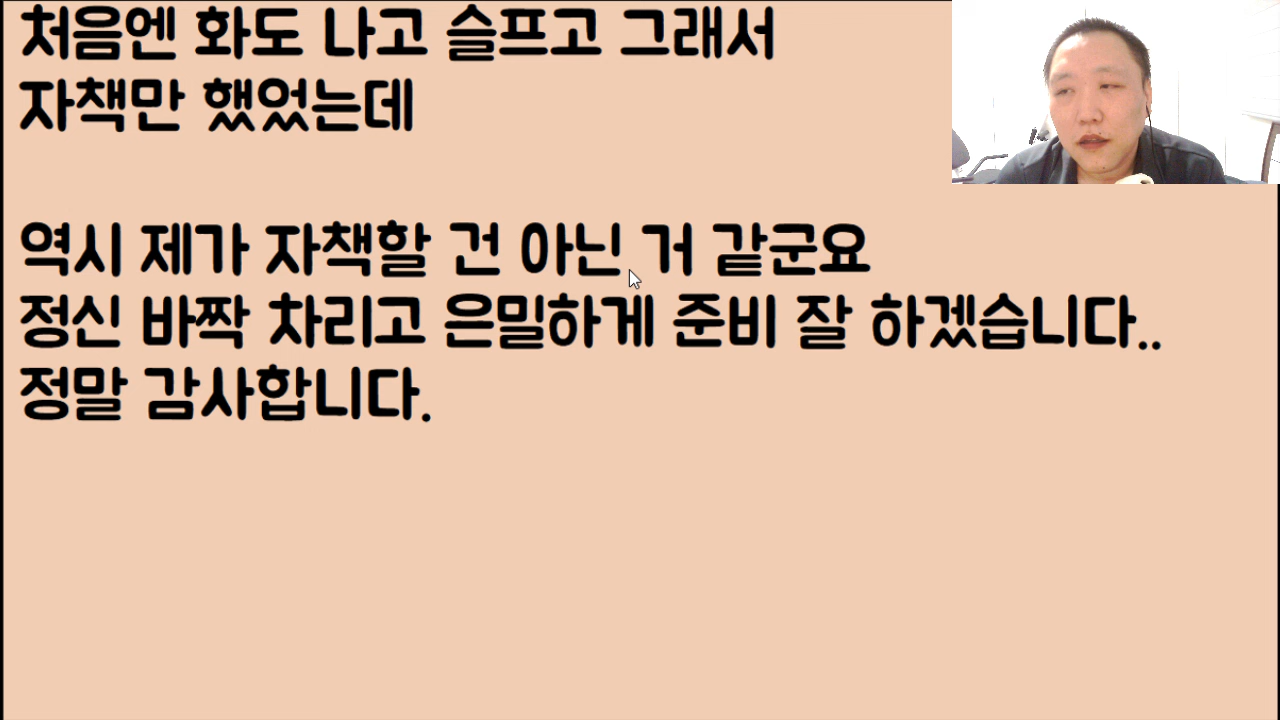 처음엔 화도 나고 슬프고 그래서
자책만 했었는데
역시 제가 자책할 건 아닌 거 같군요
정신 바짝 차리고 은밀하게 준비 잘 하겠습니다..
정말 감사합니다.